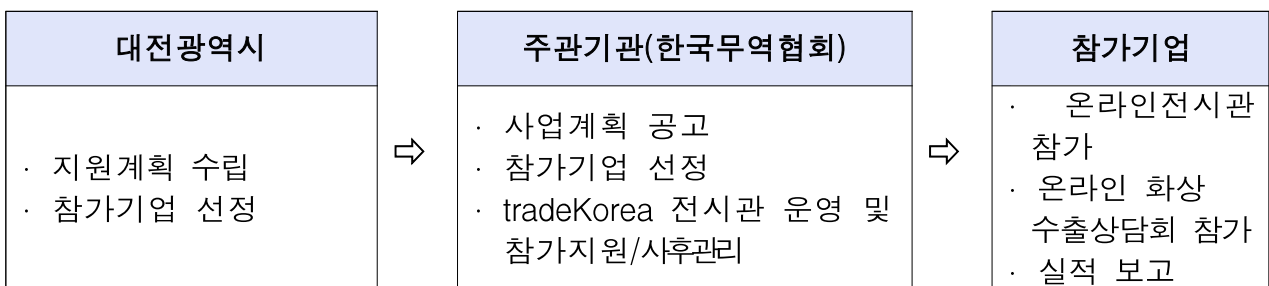 대전광역시
· 지원계획 수립
· 참가기업 선정
⇨
주관기관(한국무역협회)
· 사업계획 공고
· 참가기업 선정
· tradeKorea 전시관 운영 및
참가지원/사후관리
⇨
참가기업
· 온라인전시관
참가
· 온라인 화상
수출상담회 참가
· 실적 보고